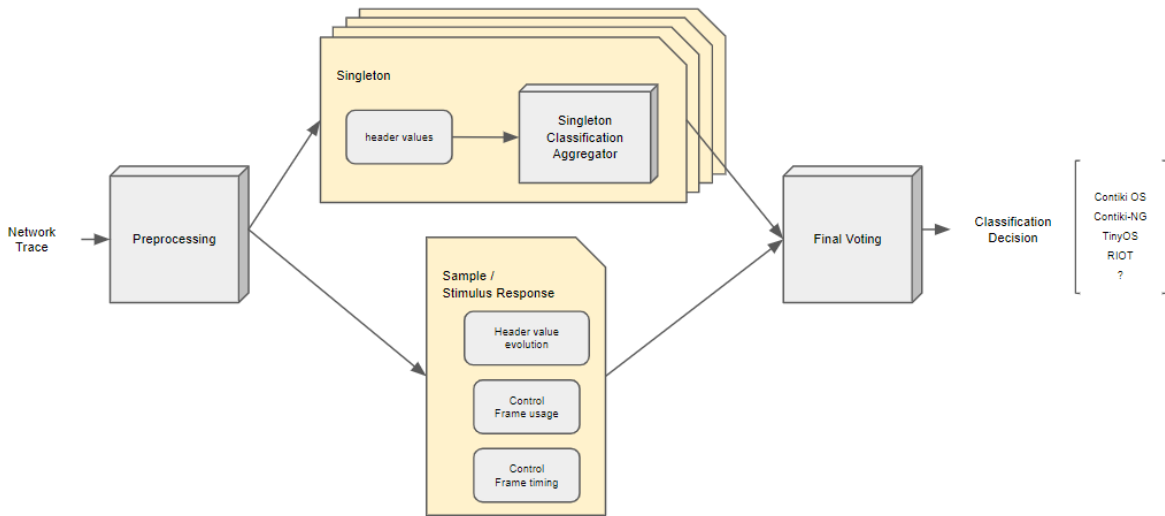 Network
Trace
Preprocessing
Singleton
header values
Singleton
Classification
Aggregator
Sample /
Stimulus Response
Header value
evolution
Control
Frame usage
Control
Frame timing
Final Voting
Classification
Decision
Contiki OS
Contiki-NG
TinyOS
RIOT
?